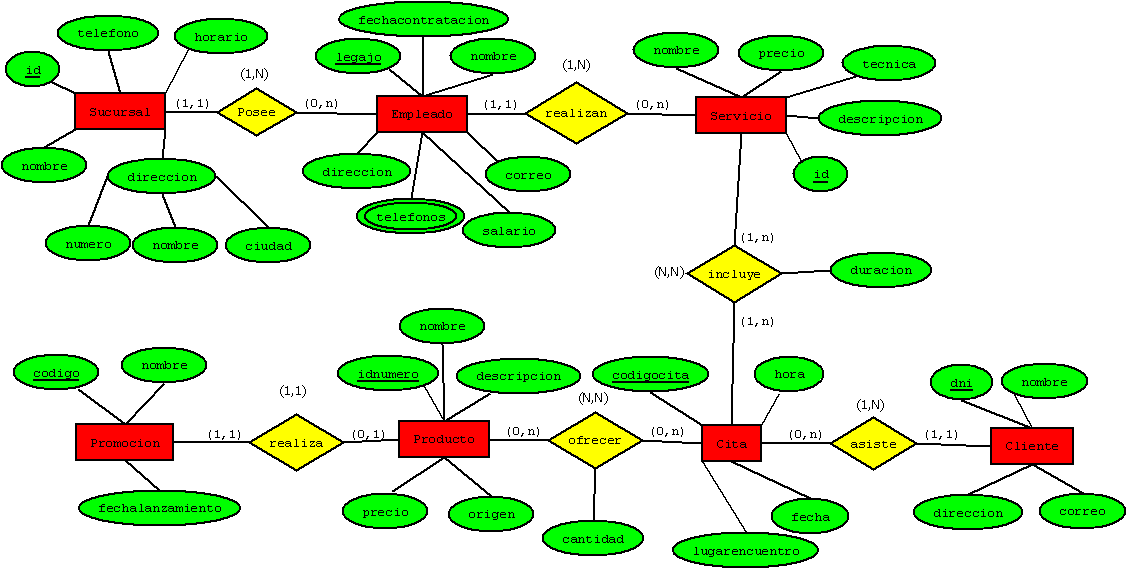 fechacontratacion
telefono
horario
legajo
nombre
nombre
precio
tecnica
id
(1,N)
(1,N)
Sucursal
(1,1)
Posee
(0,n)
Empleado
(1,1)
realizan
(0,n)
Servicio
descripcion
nombre
direccion
direccion
correo
id
telefonos
numero
nombre
ciudad
salario
(1,n)
(N,N)
incluye
duracion
(1,n)
nombre
codigo
nombre
idnumero
descripcion
codigocita
hora
dni
nombre
(1,1)
(N,N)
(1,N)
Promocion
(1,1)
realiza
(0,1)
Producto
(0,n)
ofrecer
(0,n)
Cita
(0,n)
asiste
(1,1)
Cliente
fechalanzamiento
precio
origen
cantidad
fecha
direccion
correo
lugarencuentro